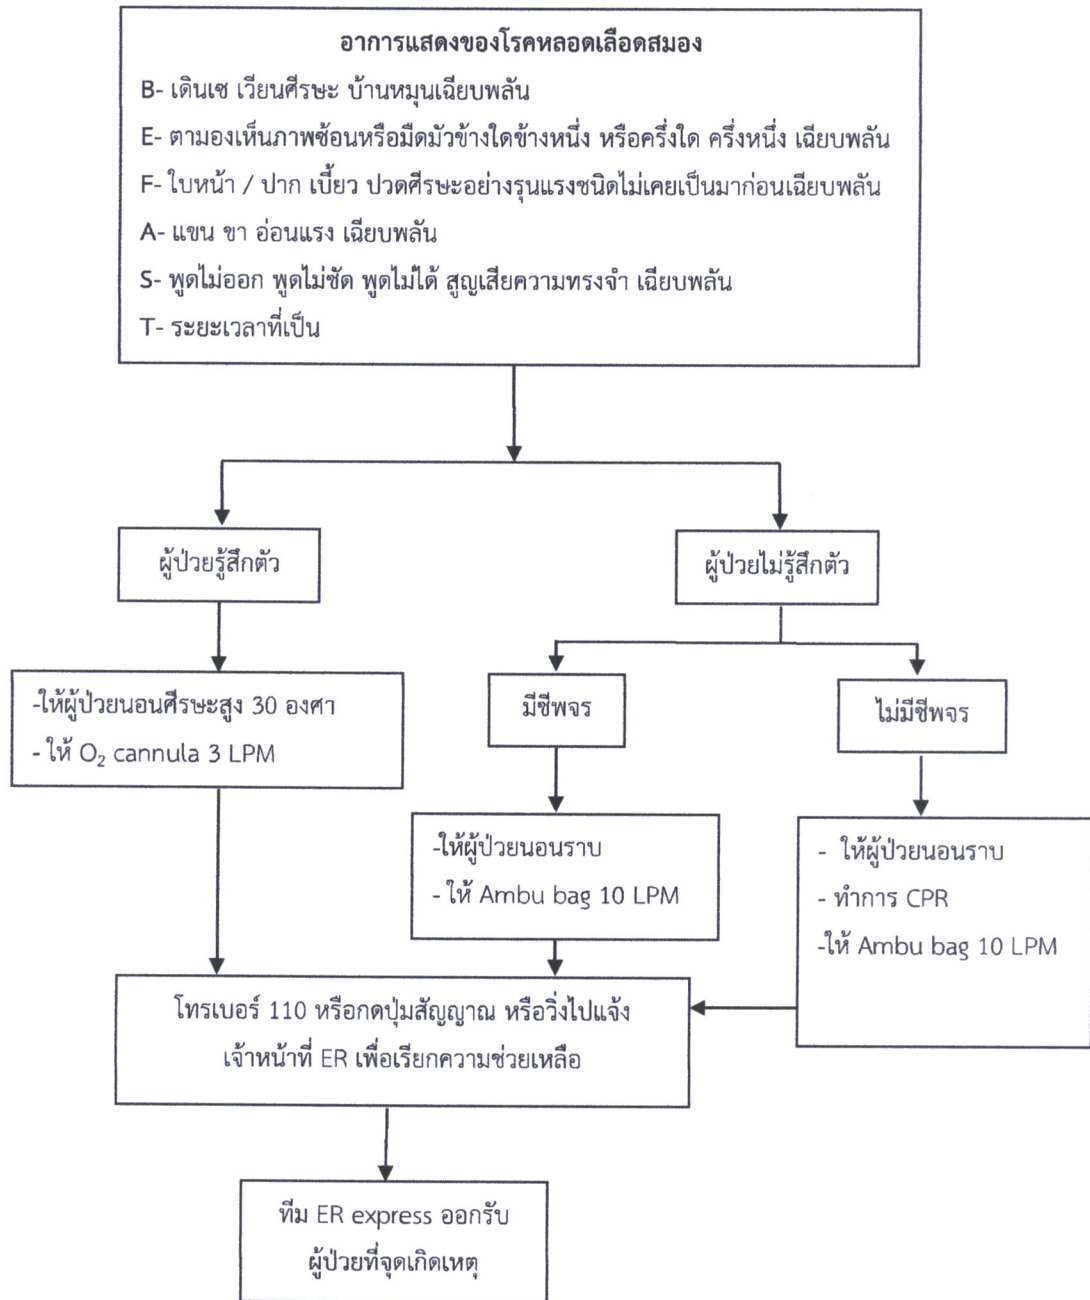 อาการแสดงของโรคหลอดเลือดสมอง
B- เดินเซ เวียนศีรษะ บ้านหมุนเฉียบพลัน
E- ตามองเห็นภาพซ้อนหรือมืดมัวข้างใดข้างหนึ่ง หรือครึ่งใด ครึ่งหนึ่ง เฉียบพลัน
F- ใบหน้า / ปาก เบี้ยว ปวดศีรษะอย่างรุนแรงชนิดไม่เคยเป็นมาก่อนเฉียบพลัน
A- แขน ขา อ่อนแรง เฉียบพลัน
S- พูดไม่ออก พูดไม่ชัด พูดไม่ได้ สูญเสียความทรงจำ เฉียบพลัน
T- ระยะเวลาที่เป็น
ผู้ป่วยรู้สึกตัว
ผู้ป่วยไม่รู้สึกตัว
-ให้ผู้ป่วยนอนศีรษะสูง 30 องศา
- ให้ O₂ cannula 3 LPM
มีชีพจร
ไม่มีชีพจร
-ให้ผู้ป่วยนอนราบ
- ให้ Ambu bag 10 LPM
- ให้ผู้ป่วยนอนราบ
- ทำการ CPR
-ให้ Ambu bag 10 LPM
โทรเบอร์ 110 หรือกดปุ่มสัญญาณ หรือวิ่งไปแจ้ง
เจ้าหน้าที่ ER เพื่อเรียกความช่วยเหลือ
ทีม ER express ออกรับ
ผู้ป่วยที่จุดเกิดเหตุ